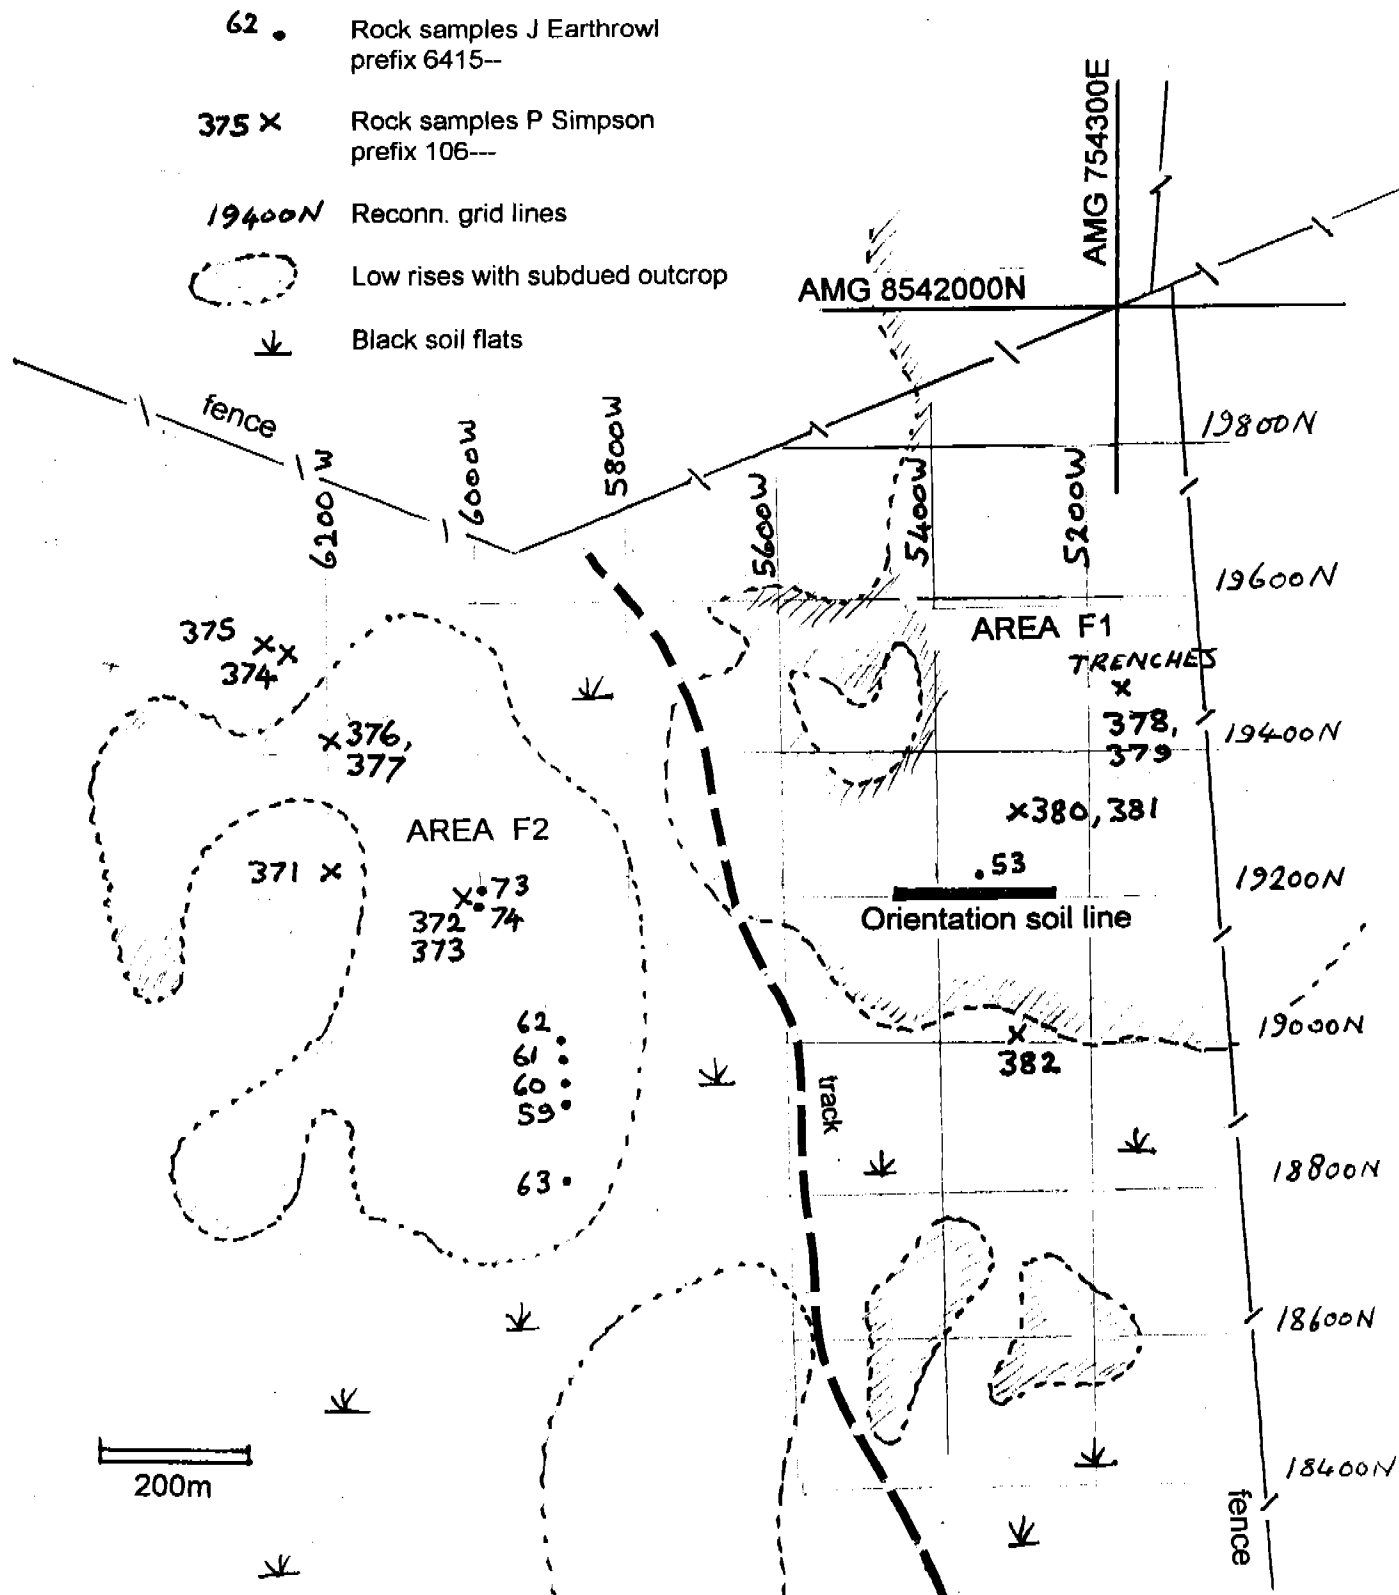 62
Rock samples J Earthrowl
prefix 6415--
375
Rock samples P Simpson
prefix 106---
19400N
Reconn. grid lines
Low rises with subdued outcrop
Black soil flats
AMG 754300E
AMG 8542000N
fence
6200W
6000W
5800W
5600W
5400W
5200W
19800N
19600N
AREA F1
TRENCHES
375
374
378,
379
19400N
376,
377
380, 381
AREA F2
371
53
19200N
73
372
74
373
Orientation soil line
62
61
60
59
19000N
382
track
63
18800N
18600N
200m
18400N
fence